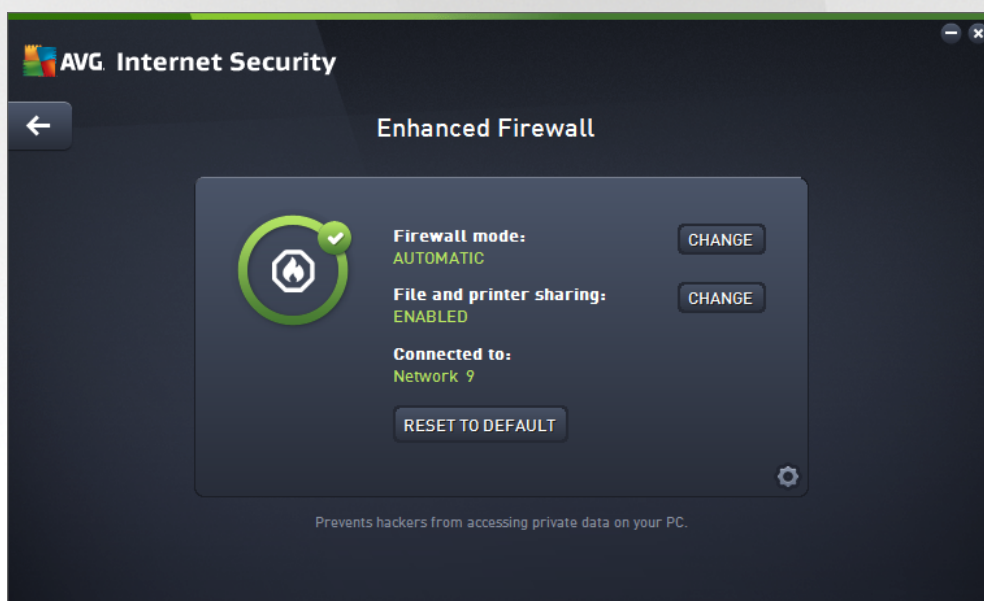 AVG. Internet Security
Enhanced Firewall
Firewall mode:
AUTOMATIC
CHANGE
File and printer sharing:
ENABLED
CHANGE
Connected to:
Network 9
RESET TO DEFAULT
Prevents hackers from accessing private data on your PC.